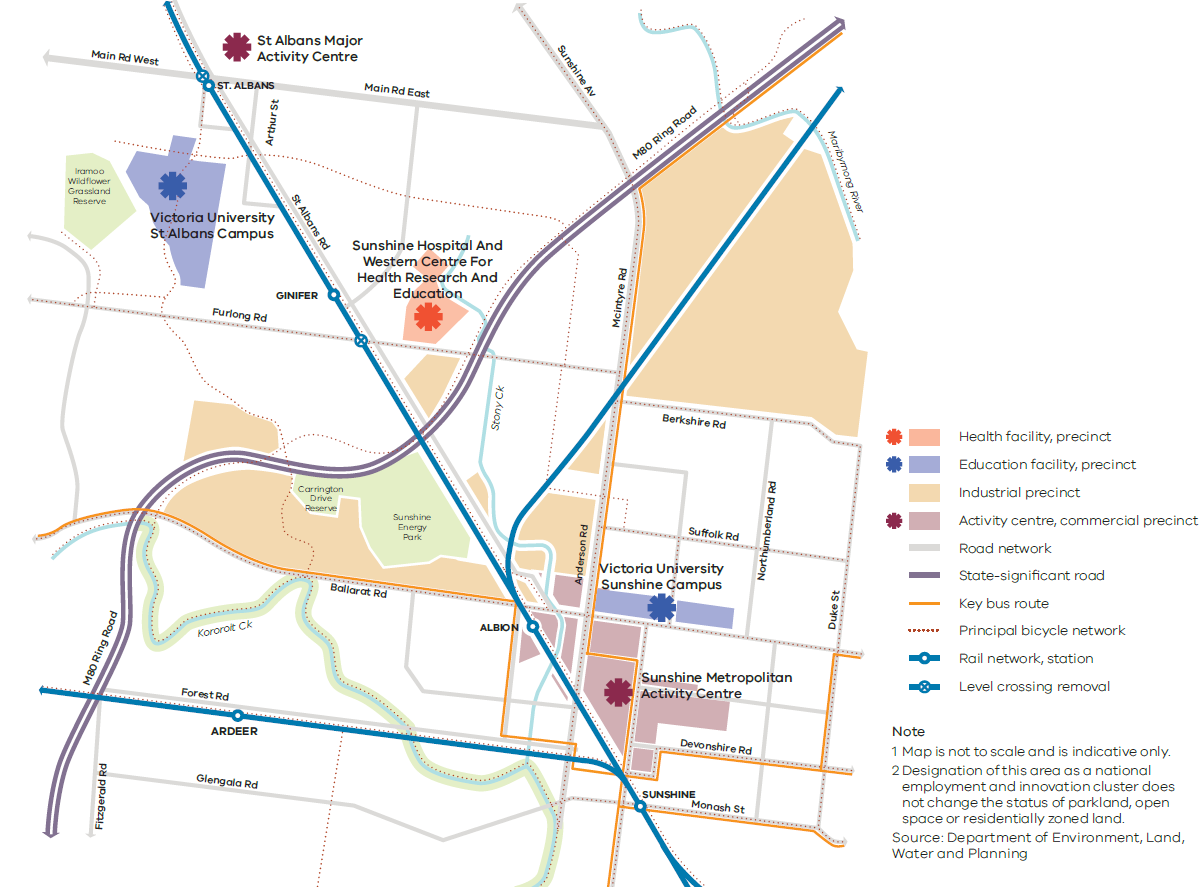 St Albans Major
Activity Centre
Main Rd West
ST. ALBANS
Main Rd East
Sunshine Av
Arthur St
M80 Ring Road
Maribyrnong River
Iramoo
Wildflower
Grassland
Reserve
Victoria University
St Albans Campus
St Albans Rd
Sunshine Hospital And
Western Centre For
Health Research And
Education
GINIFER
Furlong Rd
Mcintyre Rd
Stony Ck
Berkshire Rd
Carrington
Drive
Reserve
Sunshine
Energy
Park
Northumberland Rd
Suffolk Rd
Anderson Rd
Victoria University
Sunshine Campus
Ballarat Rd
Duke St
Kororoit Ck
ALBION
M80 Ring Road
Sunshine Metropolitan
Activity Centre
Forest Rd
ARDEER
Devonshire Rd
Glengala Rd
Fitzgerald Rd
SUNSHINE
Monash St
Health facility, precinct
Education facility, precinct
Industrial precinct
Activity centre, commercial precinct
Road network
State-significant road
Key bus route
Principal bicycle network
Rail network, station
Level crossing removal
Note
1 Map is not to scale and is indicative only.
2 Designation of this area as a national
employment and innovation cluster does
not change the status of parkland, open
space or residentially zoned land.
Source: Department of Environment, Land,
Water and Planning